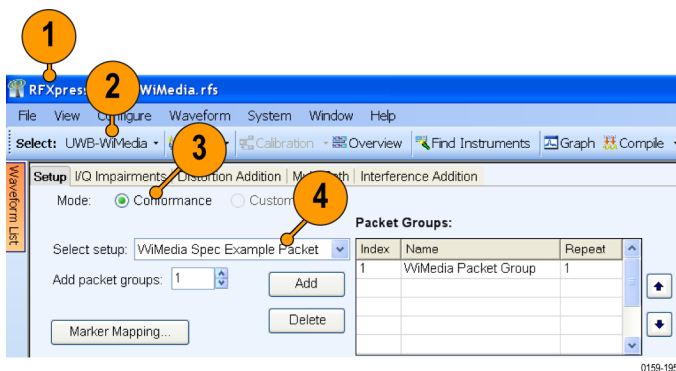 1
RFXpress WiMedia.rfs
2
File View Configure Waveform System Window Help
Select: UWB-WiMedia Calibration Overview Find Instruments Graph Compile
3
Waveform List
Setup I/Q Impairments Distortion Addition Path Interference Addition
4
Mode: Conformance Custom
Packet Groups:
Select setup: WiMedia Spec Example Packet
Index Name Repeat
Add packet groups: 1
1 WiMedia Packet Group 1
Add
Delete
Marker Mapping...
0159-195